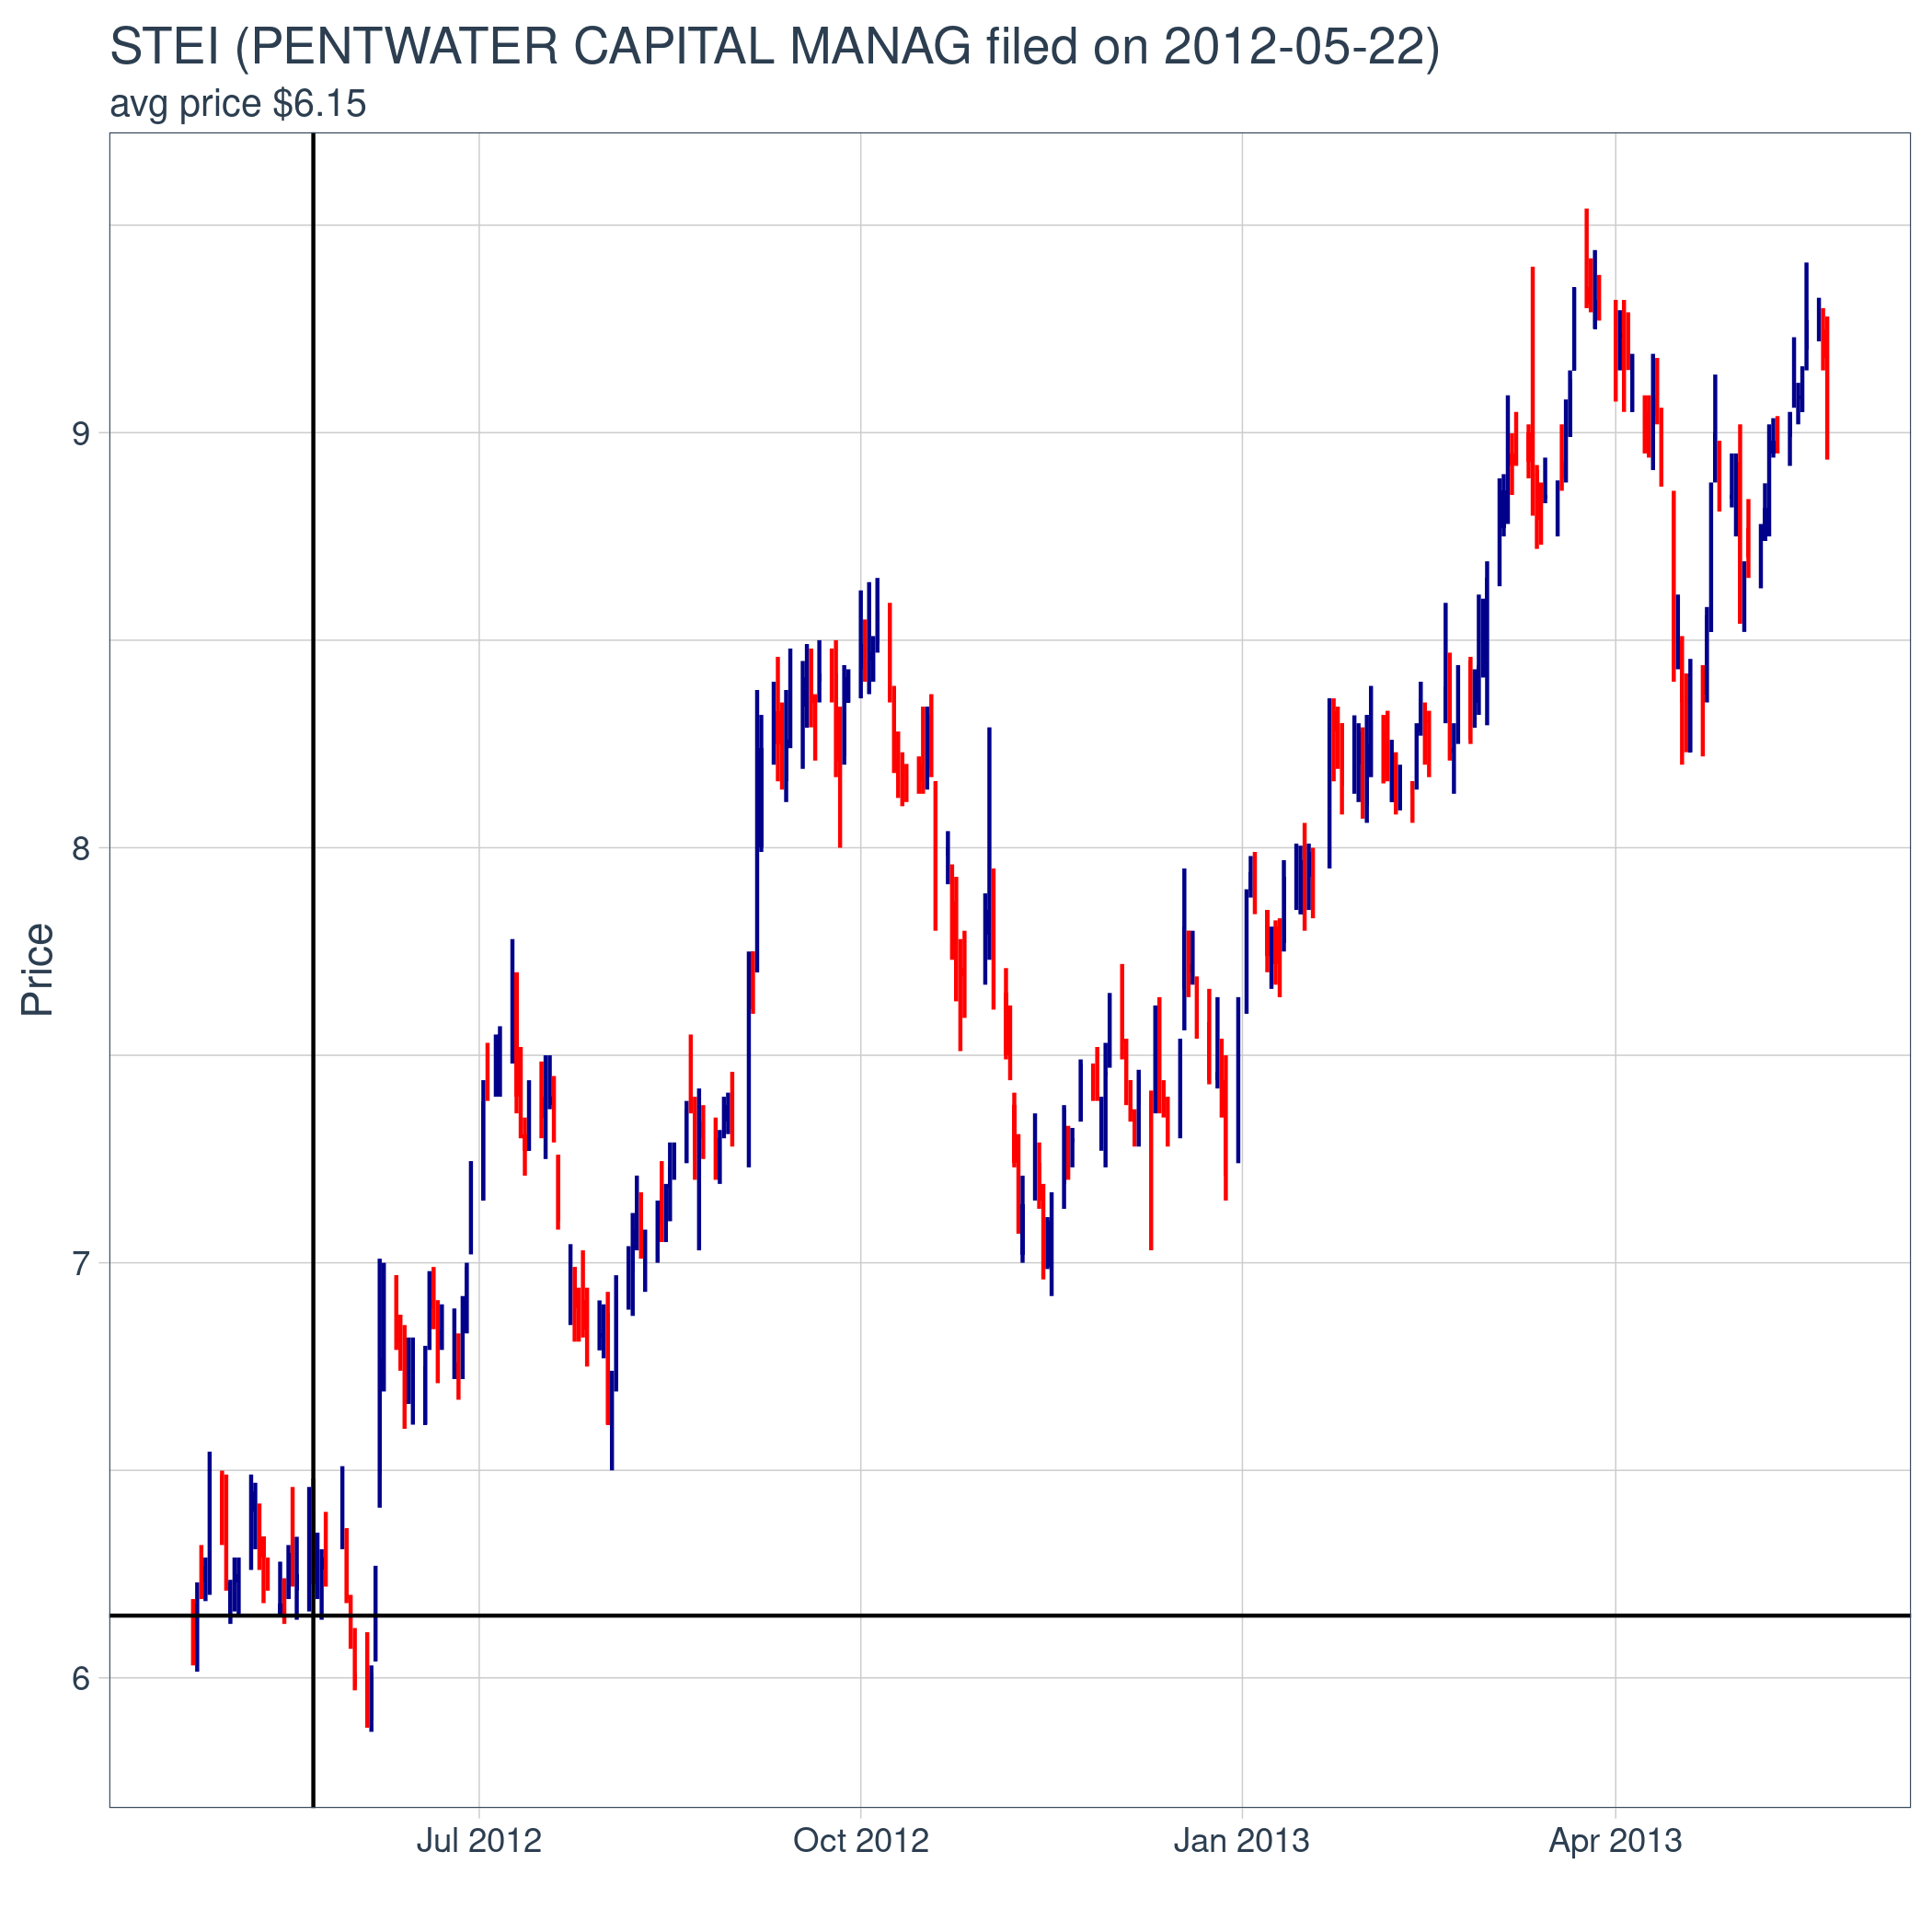 STEI (PENTWATER CAPITAL MANAG filed on 2012-05-22)
avg price $6.15
Price
9
8
7
6
Jul 2012
Oct 2012
Jan 2013
Apr 2013